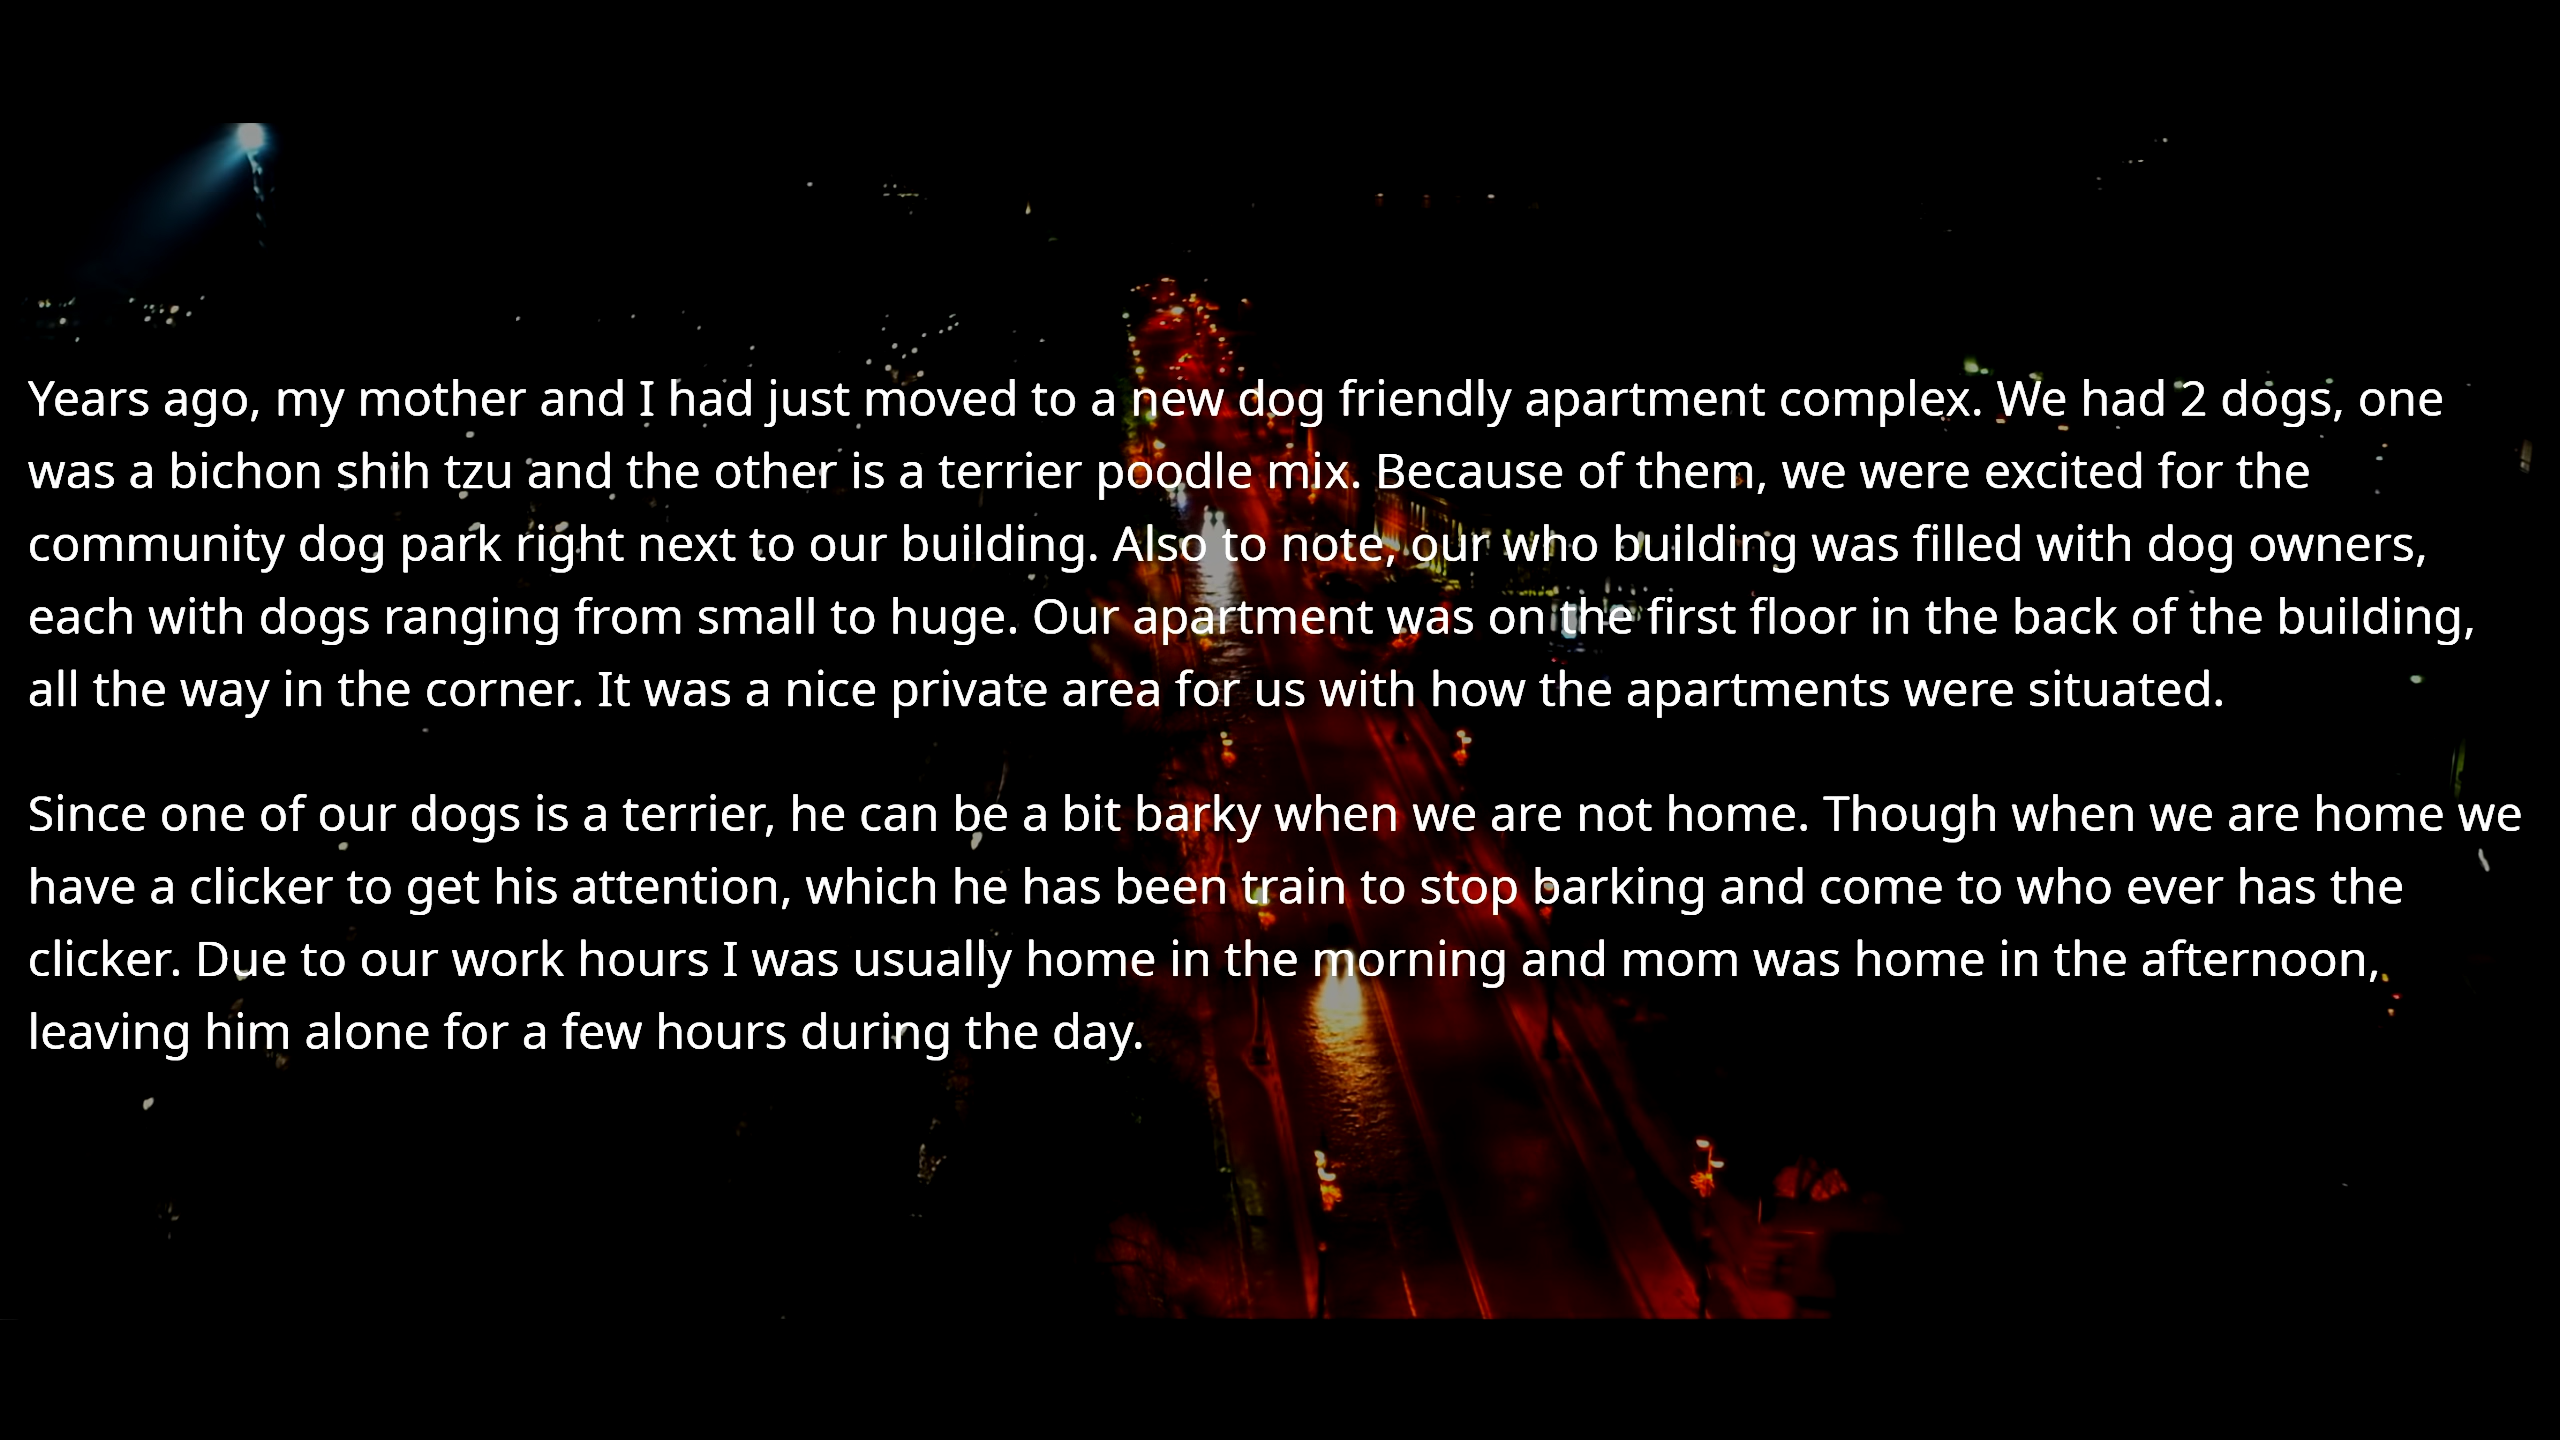 Years ago, my mother and I had just moved to a new dog friendly apartment complex. We had 2 dogs, one
was a bichon shih tzu and the other is a terrier poodle mix. Because of them, we were excited for the
community dog park right next to our building. Also to note, our who building was filled with dog owners,
each with dogs ranging from small to huge. Our apartment was on the first floor in the back of the building,
all the way in the corner. It was a nice private area for us with how the apartments were situated.
Since one of our dogs is a terrier, he can be a bit barky when we are not home. Though when we are home we
have a clicker to get his attention, which he has been train to stop barking and come to who ever has the
clicker. Due to our work hours I was usually home in the morning and mom was home in the afternoon,
leaving him alone for a few hours during the day.